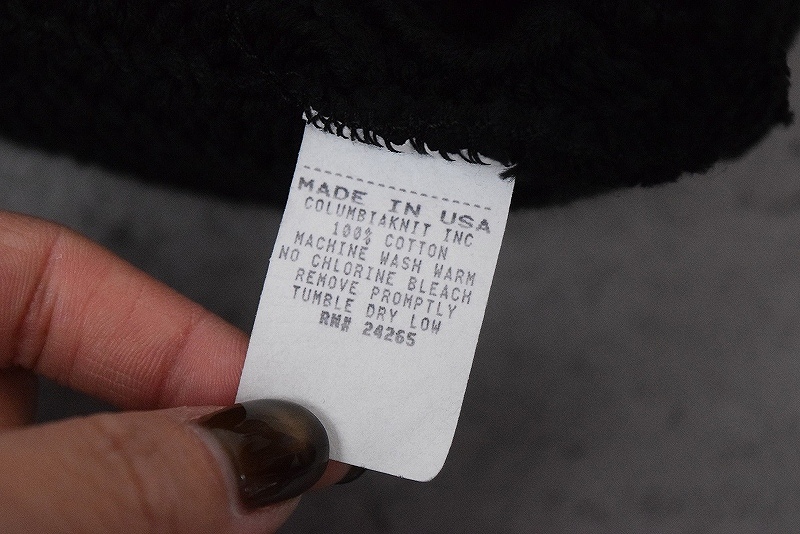 MADE IN USA
COLUMBIAKNIT INC
100% COTTON
MACHINE WASH WARM
NO CHLORINE BLEACH
REMOVE PROMPTLY
TUMBLE DRY LOW
RN# 24265